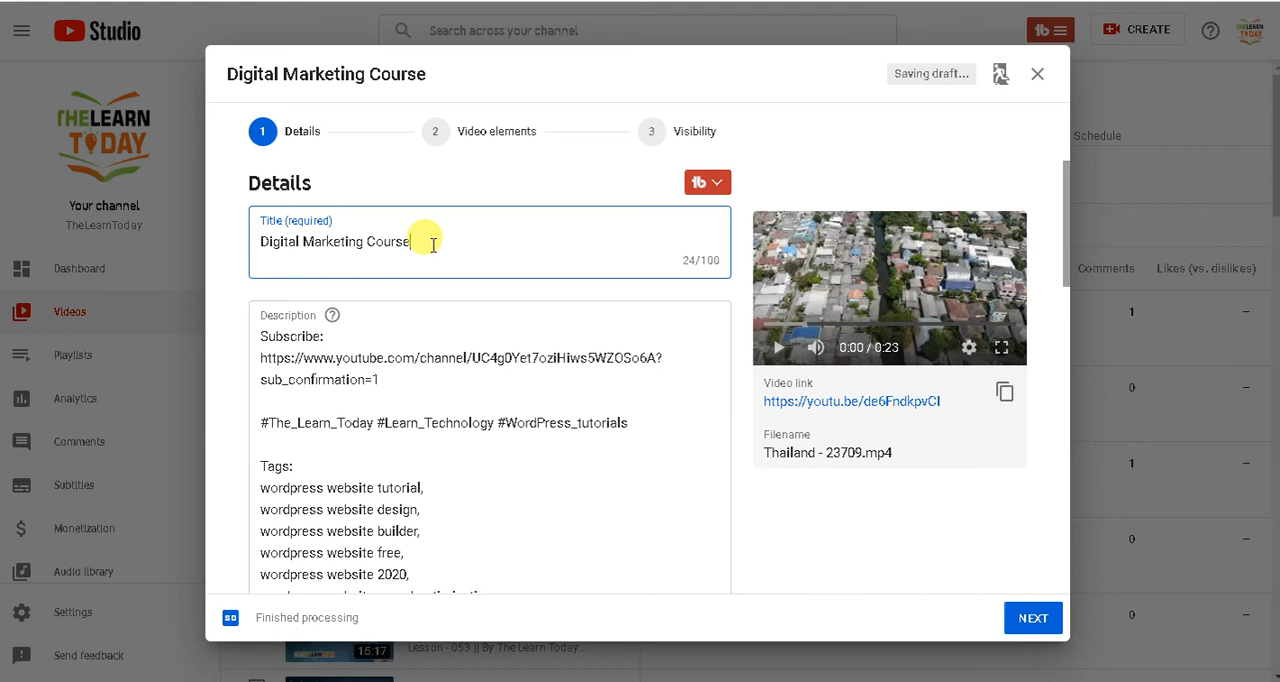 Studio
Search across your channel
CREATE
THELEARN
TODAY
Your channel
TheLearnToday
Dashboard
Videos
Playlists
Analytics
Comments
Subtitles
Monetization
Audio library
Settings
Send feedback
Digital Marketing Course
Saving draft...
1 Details
2 Video elements
3 Visibility
Details
Title (required)
Digital Marketing Course
24/100
Description
Subscribe:
https://www.youtube.com/channel/UC4g0Yet7oziHiws5WZOSo6A?
sub_confirmation=1
#The_Learn_Today #Learn_Technology #WordPress_tutorials
Tags:
wordpress website tutorial,
wordpress website design,
wordpress website builder,
wordpress website free,
wordpress website 2020,
0:00 / 0:23
Video link
https://youtu.be/de6FndkpvCI
Filename
Thailand - 23709.mp4
Finished processing
NEXT
Schedule
Comments
Likes (vs. dislikes)
1 –
0 –
1 –
0 –
0 –
15:17
Lesson - 053 || By The Learn Today...